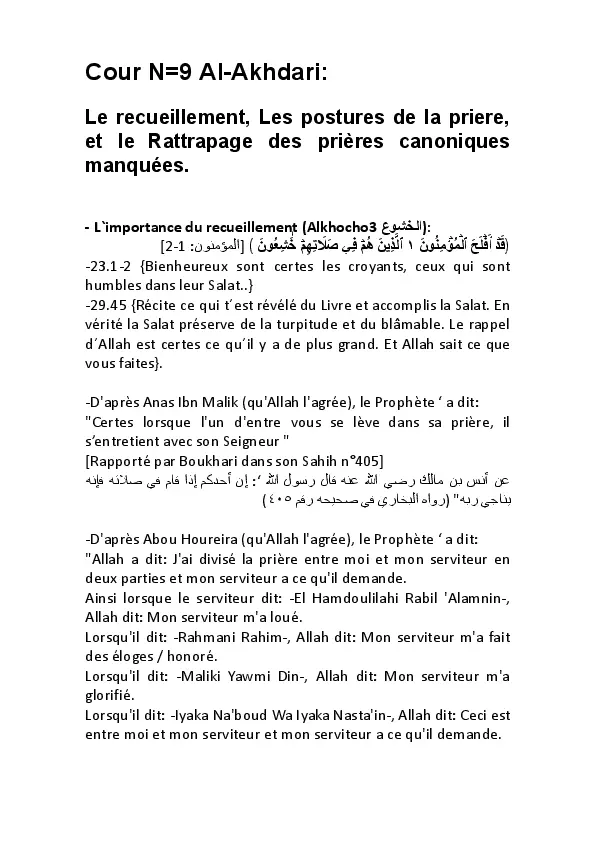 Cour N=9 Al-Akhdari:
Le recueillement, Les postures de la priere,
et le Rattrapage des prières canoniques
manquées.
- L`importance du recueillement (Alkhocho3 الخشوع):
(قَدْ أَفْلَحَ ٱلْمُؤْمِنُونَ ١ ٱلَّذِينَ هُمْ فِي صَلَاتِهِمْ خَٰشِعُونَ ) [المؤمنون: 1-2]
-23.1-2 {Bienheureux sont certes les croyants, ceux qui sont
humbles dans leur Salat..}
-29.45 {Récite ce qui t´est révélé du Livre et accomplis la Salat. En
vérité la Salat préserve de la turpitude et du blâmable. Le rappel
d´Allah est certes ce qu´il y a de plus grand. Et Allah sait ce que
vous faites}.
-D'après Anas Ibn Malik (qu'Allah l'agrée), le Prophète ‘ a dit:
"Certes lorsque l'un d'entre vous se lève dans sa prière, il
s’entretient avec son Seigneur "
[Rapporté par Boukhari dans son Sahih n°405]
عن أنس بن مالك رضي الله عنه قال رسول الله ‘: إن أحدكم إذا قام في صلاته فإنه
يناجي ربه" (رواه البخاري في صحيحه رقم ٤٠٥)
-D'après Abou Houreira (qu'Allah l'agrée), le Prophète ‘ a dit:
"Allah a dit: J'ai divisé la prière entre moi et mon serviteur en
deux parties et mon serviteur a ce qu'il demande.
Ainsi lorsque le serviteur dit: -El Hamdoulilahi Rabil 'Alamnin-,
Allah dit: Mon serviteur m'a loué.
Lorsqu'il dit: -Rahmani Rahim-, Allah dit: Mon serviteur m'a fait
des éloges / honoré.
Lorsqu'il dit: -Maliki Yawmi Din-, Allah dit: Mon serviteur m'a
glorifié.
Lorsqu'il dit: -Iyaka Na'boud Wa Iyaka Nasta'in-, Allah dit: Ceci est
entre moi et mon serviteur et mon serviteur a ce qu'il demande.